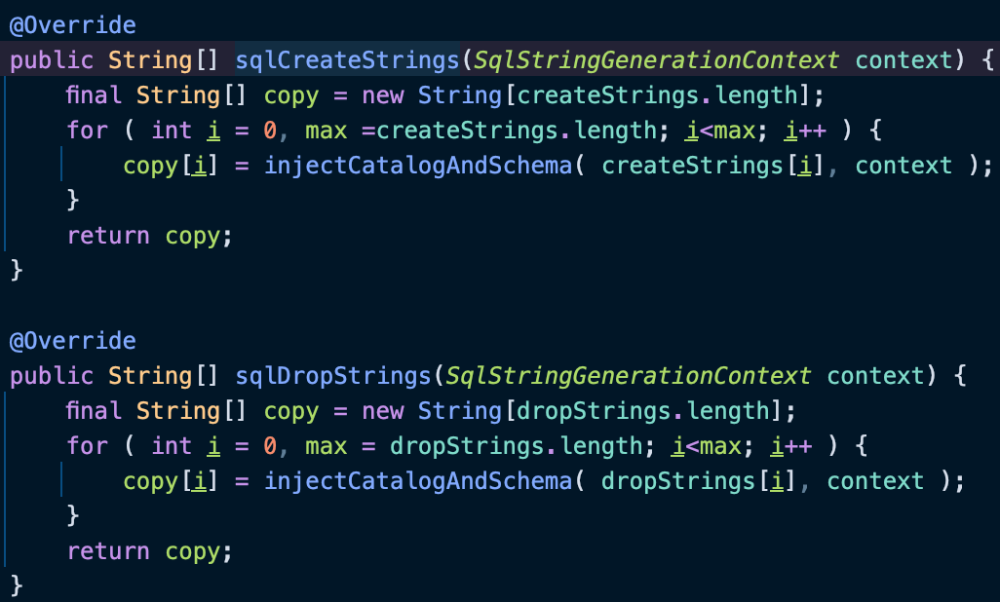 @Override
public String[] sqlCreateStrings(SqlStringGenerationContext context) {
    final String[] copy = new String[createStrings.length];
    for ( int i = 0, max =createStrings.length; i<max; i++ ) {
        copy[i] = injectCatalogAndSchema( createStrings[i], context );
    }
    return copy;
}

@Override
public String[] sqlDropStrings(SqlStringGenerationContext context) {
    final String[] copy = new String[dropStrings.length];
    for ( int i = 0, max = dropStrings.length; i<max; i++ ) {
        copy[i] = injectCatalogAndSchema( dropStrings[i], context );
    }
    return copy;
}